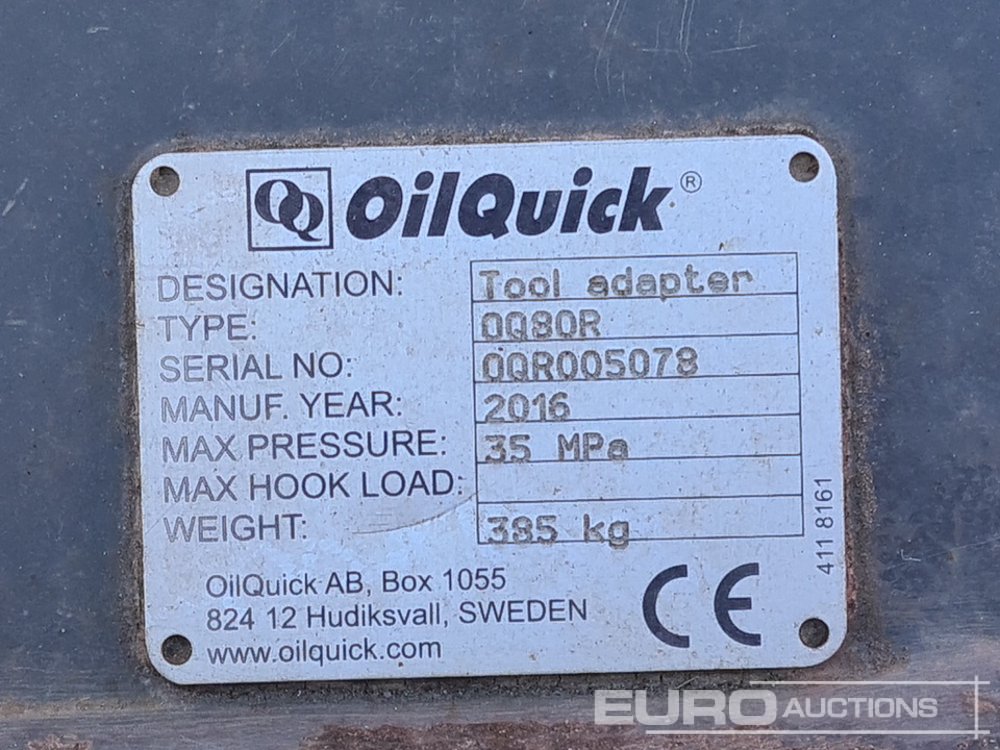 QQ OilQuick®
DESIGNATION: Tool adapter
TYPE: OQ80R
SERIAL NO: OQR005078
MANUF. YEAR: 2016
MAX PRESSURE: 35 MPa
MAX HOOK LOAD:
WEIGHT: 385 kg
411 8161
OilQuick AB, Box 1055
824 12 Hudiksvall, SWEDEN
www.oilquick.com
CE
EURO AUCTIONS